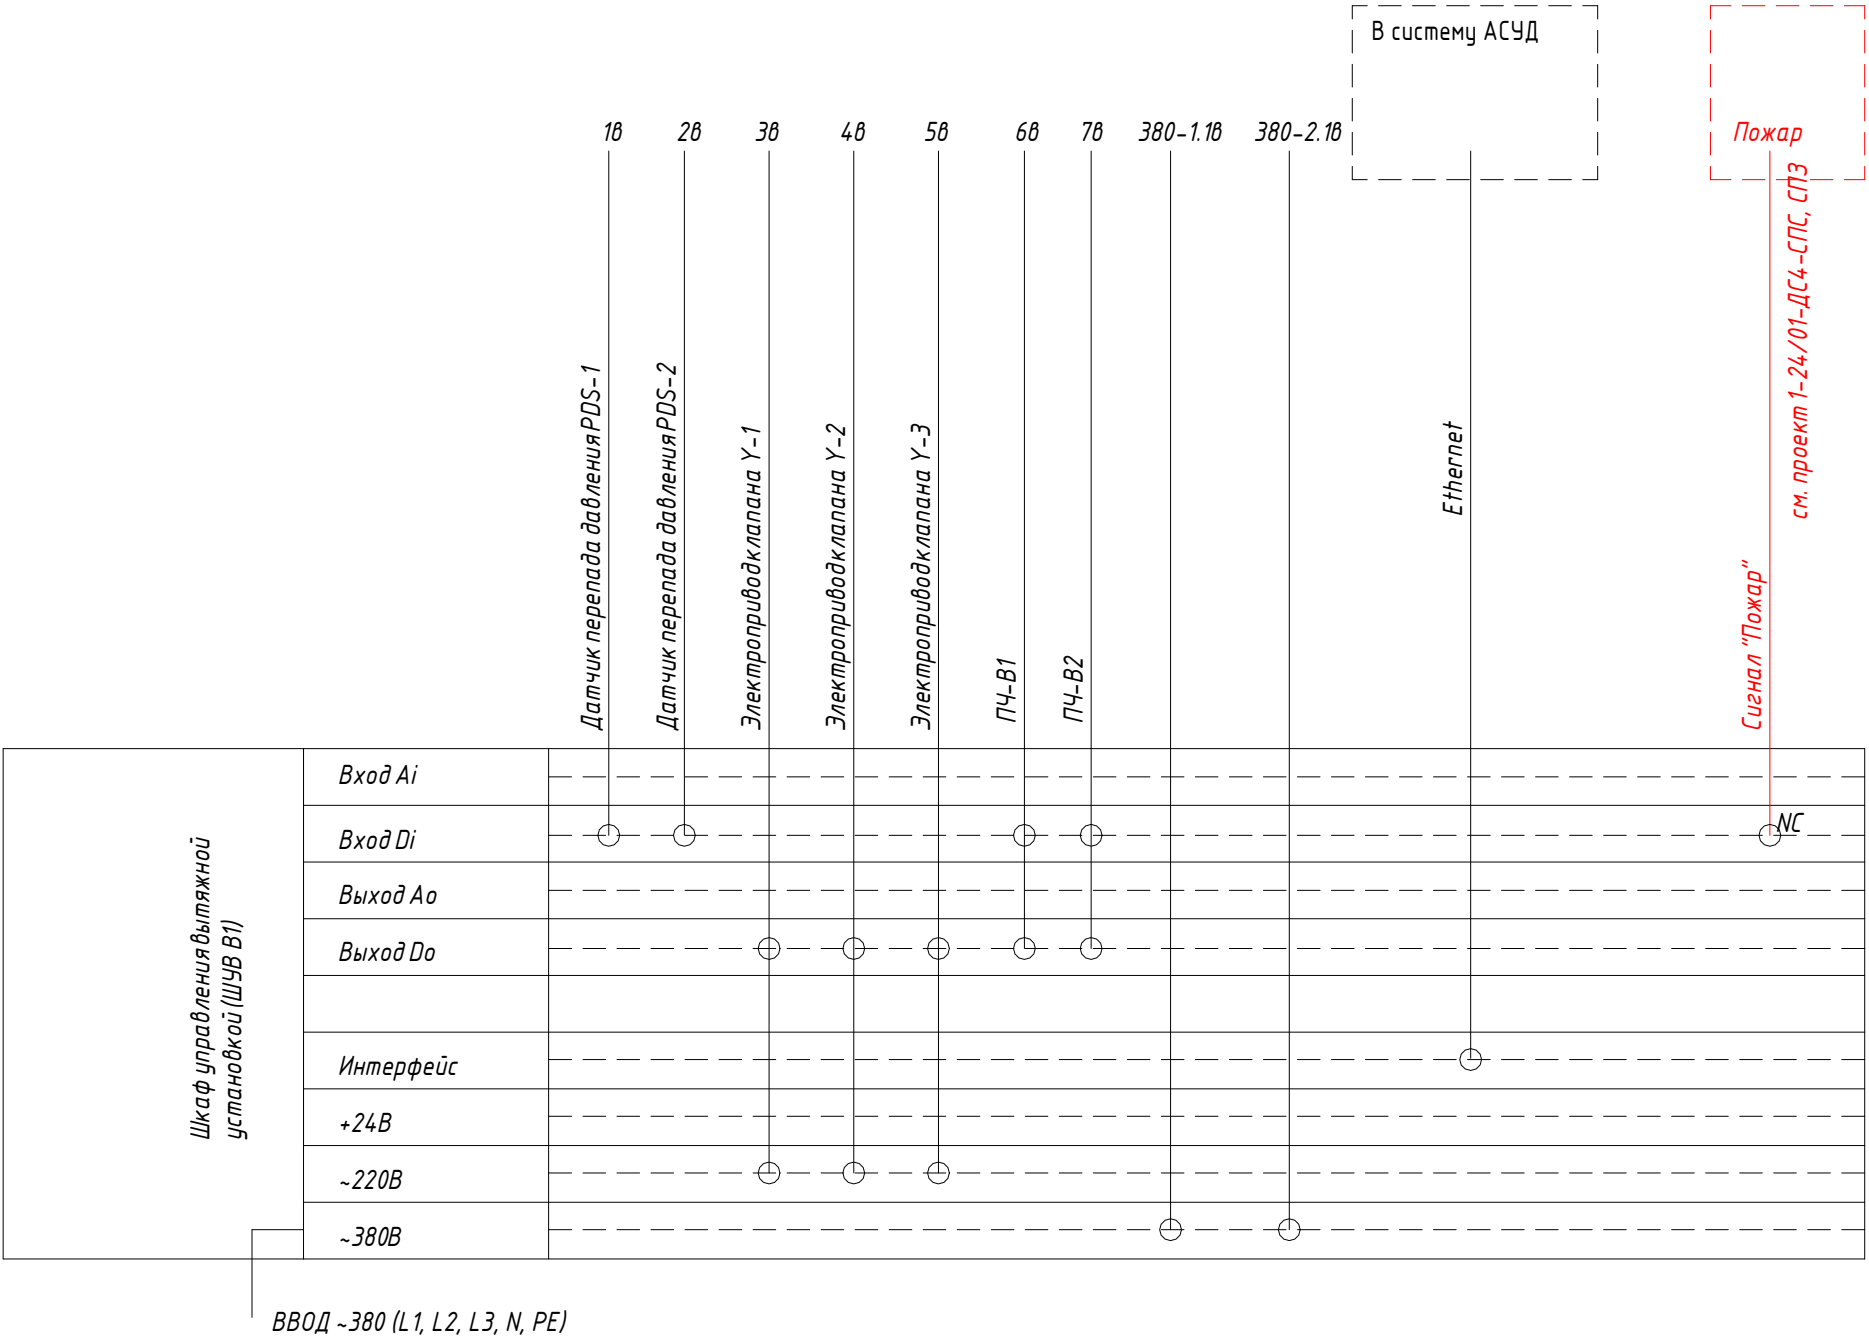 В систему АСУД
1в 2в 3в 4в 5в 6в 7в 380-1.1в 380-2.1в
Пожар
Датчик перепада давления PDS-1
Датчик перепада давления PDS-2
Электропривод клапана Y-1
Электропривод клапана Y-2
Электропривод клапана Y-3
ПЧ-В1
ПЧ-В2
Ethernet
Сигнал "Пожар"
см. проект 1-24/01-ДС4-СПС, СПЗ
Шкаф управления вытяжной
установкой (ШУВ В1)
Вход Ai
Вход Di
NC
Выход Ao
Выход Do
Интерфейс
+24В
~220В
~380В
ВВОД ~380 (L1, L2, L3, N, PE)